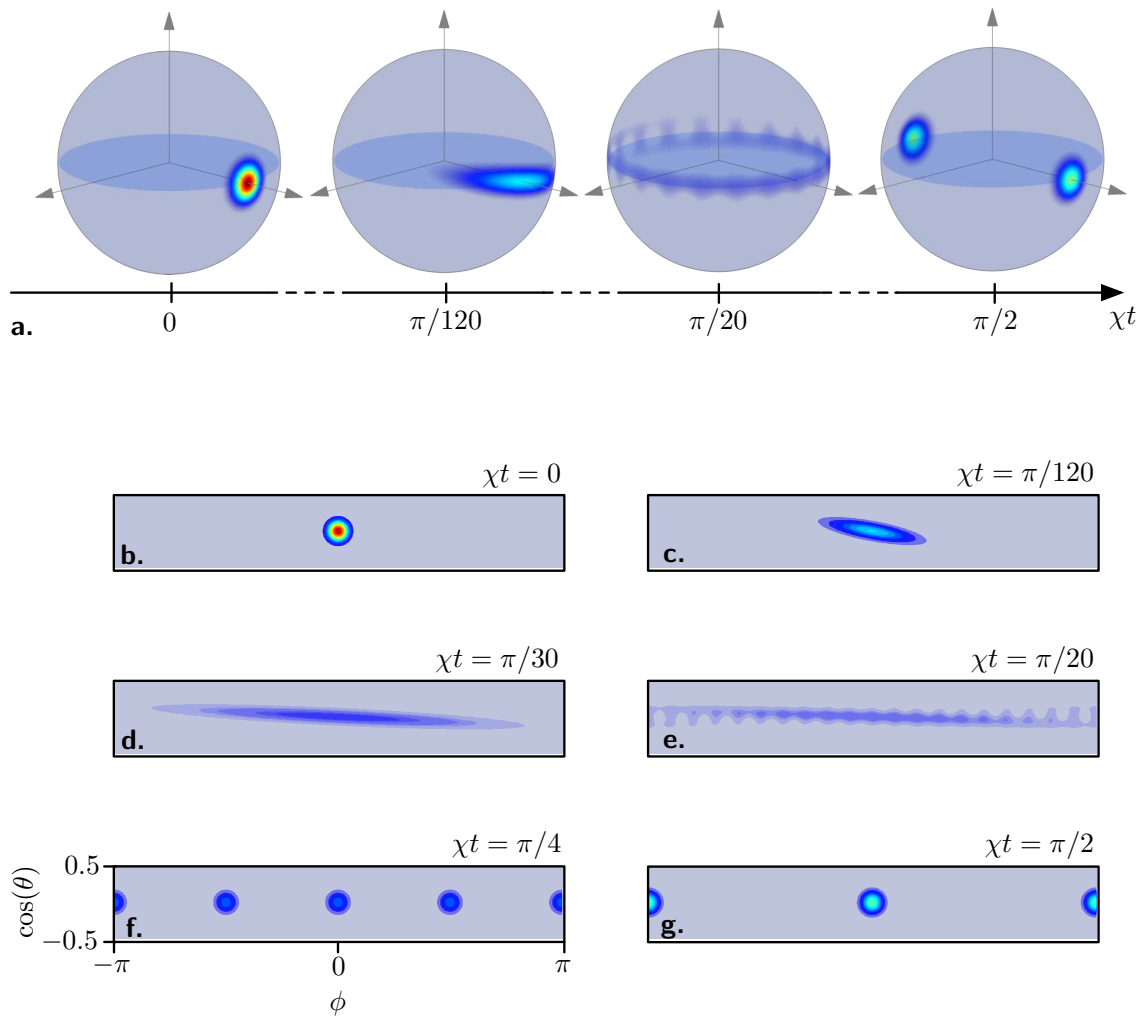 a.
0
π/120
π/20
π/2
χt
χt = 0
χt = π/120
b.
c.
χt = π/30
χt = π/20
d.
e.
χt = π/4
χt = π/2
cos(θ)
0.5
−0.5
f.
g.
−π
0
π
ϕ